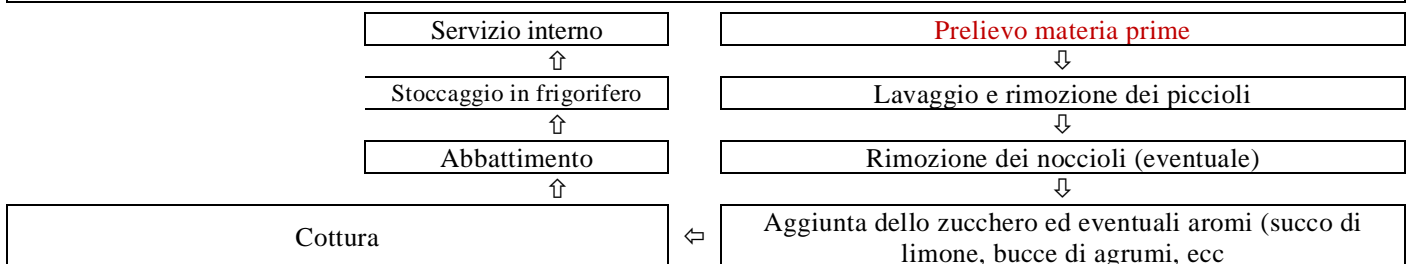 Servizio interno
Prelievo materia prime
⇧
⇩
Stoccaggio in frigorifero
Lavaggio e rimozione dei piccioli
⇧
⇩
Abbattimento
Rimozione dei noccioli (eventuale)
⇧
⇩
Cottura
⇦
Aggiunta dello zucchero ed eventuali aromi (succo di
limone, bucce di agrumi, ecc